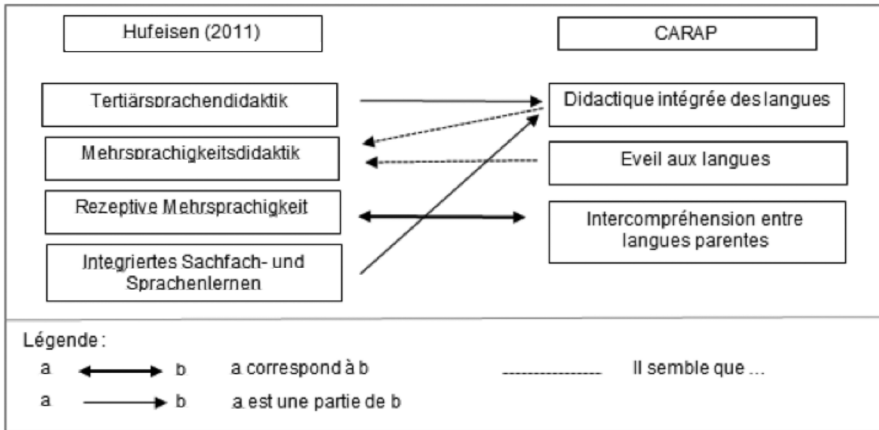 Hufeisen (2011)
CARAP
Tertiärsprachendidaktik
Didactique intégrée des langues
Mehrsprachigkeitsdidaktik
Eveil aux langues
Rezeptive Mehrsprachigkeit
Intercompréhension entre
langues parentes
Integriertes Sachfach- und
Sprachenlernen
Légende :
a b a correspond à b Il semble que ...
a b a est une partie de b